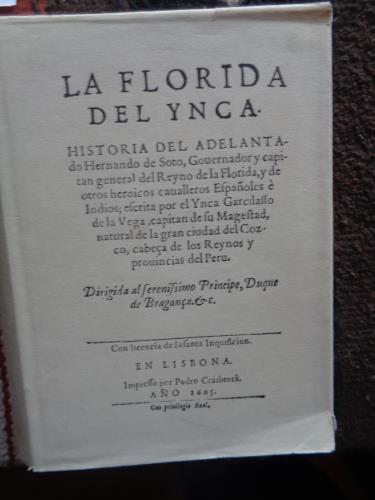 LA FLORIDA
DEL YNCA.
HISTORIA DEL ADELANTA-
do Hernando de Soto, Gouernador y capi-
tan general del Reyno de la Florida, y de
otros heroicos caualleros Españoles è
Indios; escrita por el Ynca Garcilasso
de la Vega, capitan de su Magestad,
natural de la gran ciudad del Coz-
co, cabeça de los Reynos y
prouincias del Peru.
Dirigida al serenissimo Principe, Duque
de Bragança. &c.
Con licencia de la santa Inquisicion.
EN LISBONA.
Impresso por Pedro Crasbeeck.
AÑO 1605.
Con priuilegio Real.